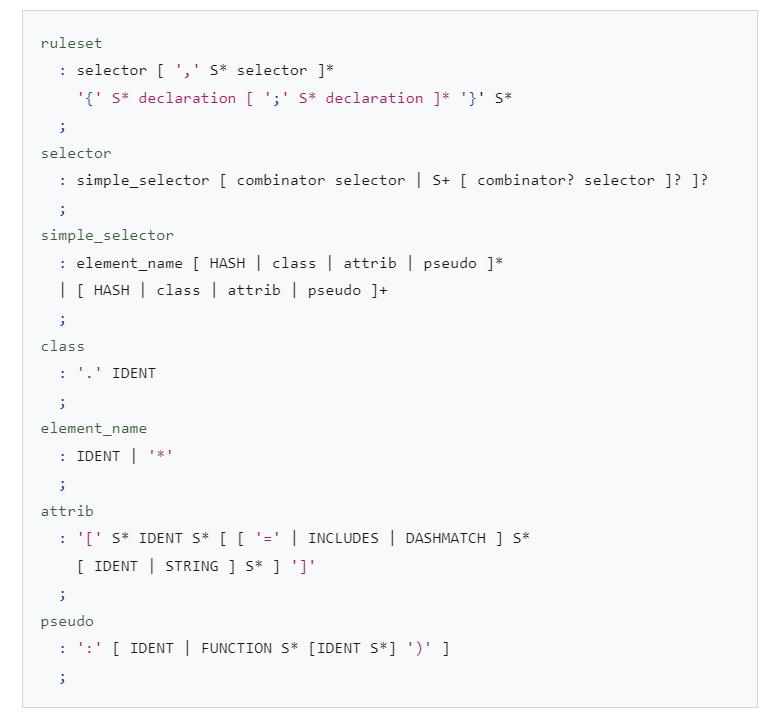 ruleset
  : selector [ ',' S* selector ]*
    '{' S* declaration [ ';' S* declaration ]* '}' S*
  ;
selector
  : simple_selector [ combinator selector | S+ [ combinator? selector ]? ]?
  ;
simple_selector
  : element_name [ HASH | class | attrib | pseudo ]*
  | [ HASH | class | attrib | pseudo ]+
  ;
class
  : '.' IDENT
  ;
element_name
  : IDENT | '*'
  ;
attrib
  : '[' S* IDENT S* [ [ '=' | INCLUDES | DASHMATCH ] S*
    [ IDENT | STRING ] S* ] ']'
  ;
pseudo
  : ':' [ IDENT | FUNCTION S* [IDENT S*] ')' ]
  ;